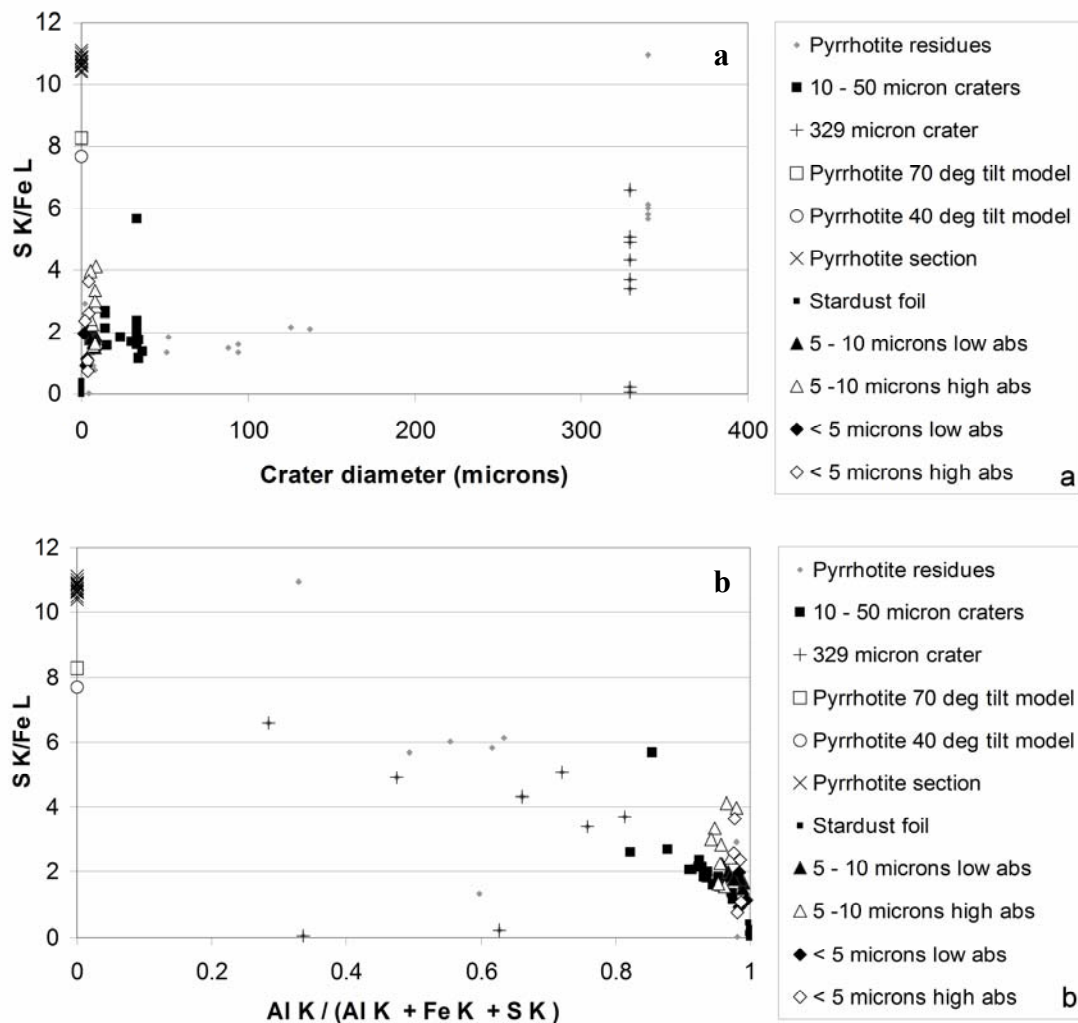 12
10
8
6
4
2
0
S K/Fe L
a
0 100 200 300 400
Crater diameter (microns)
Pyrrhotite residues
10 - 50 micron craters
329 micron crater
Pyrrhotite 70 deg tilt model
Pyrrhotite 40 deg tilt model
Pyrrhotite section
Stardust foil
5 - 10 microns low abs
5 -10 microns high abs
< 5 microns low abs
< 5 microns high abs
a
12
10
8
6
4
2
0
S K/Fe L
b
0 0.2 0.4 0.6 0.8 1
Al K / (Al K + Fe K + S K )
Pyrrhotite residues
10 - 50 micron craters
329 micron crater
Pyrrhotite 70 deg tilt model
Pyrrhotite 40 deg tilt model
Pyrrhotite section
Stardust foil
5 - 10 microns low abs
5 -10 microns high abs
< 5 microns low abs
< 5 microns high abs
b